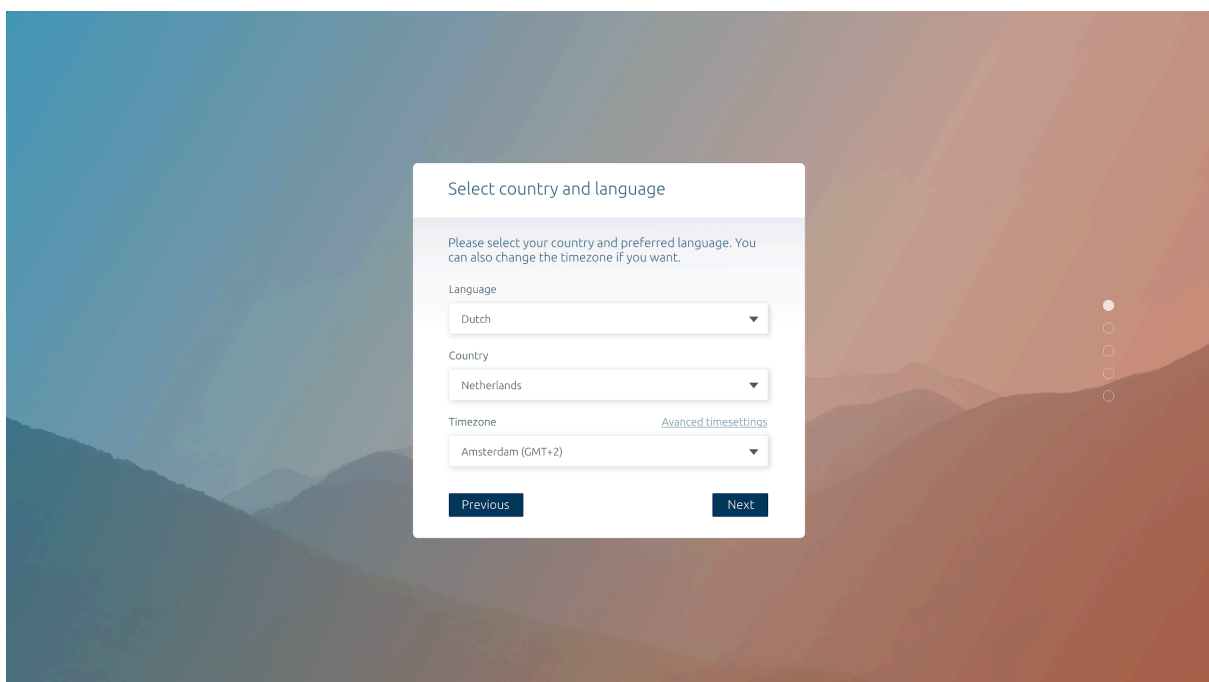 Select country and language
Please select your country and preferred language. You
can also change the timezone if you want.
Language
Dutch
Country
Netherlands
Timezone
Avanced timesettings
Amsterdam (GMT+2)
Previous
Next